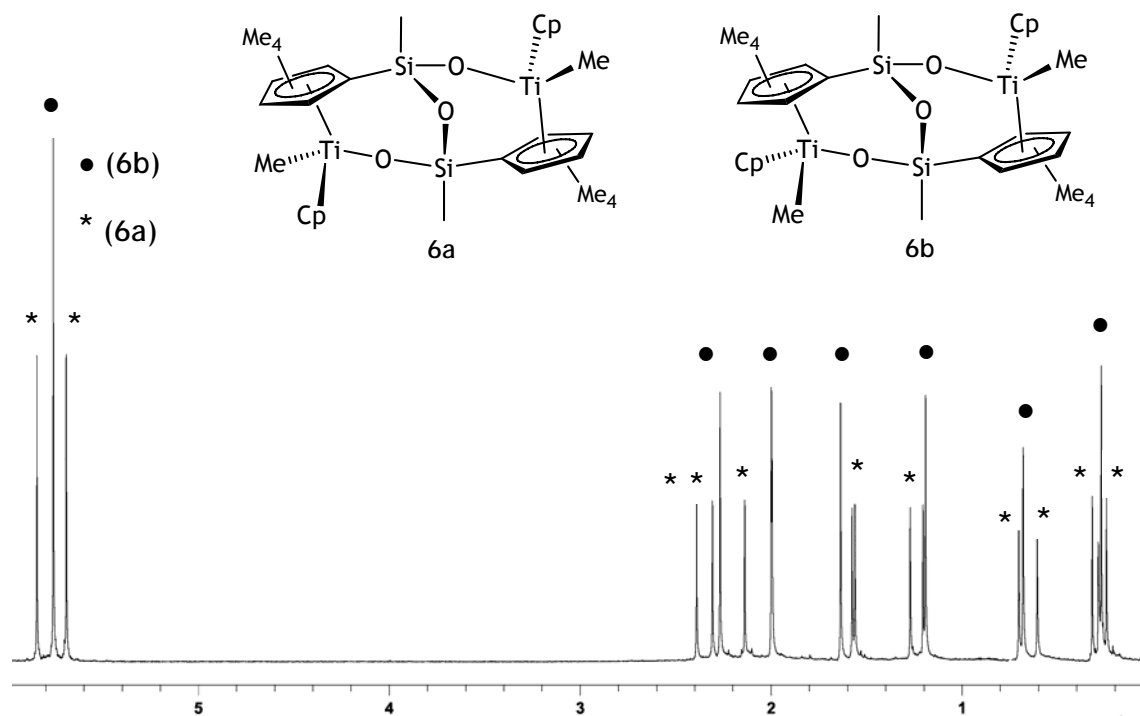 Me4
Si
O
Cp
Ti
Me
O
Me
Ti
O
Si
Cp
Me4
6a
Me4
Si
O
Cp
Ti
Me
O
Cp
Ti
O
Si
Me
Me4
6b
• (6b)
* (6a)
* *
• • • •
•
•
* * * * * * * * *
5 4 3 2 1